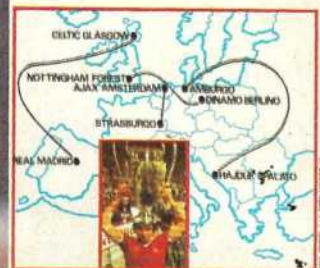 CELTIC GLASGOW
NOTTINGHAM FOREST
AJAX AMSTERDAM
AMBURGO
DINAMO BERLINO
STRASBURGO
REAL MADRID
HAJDUK SPALATO